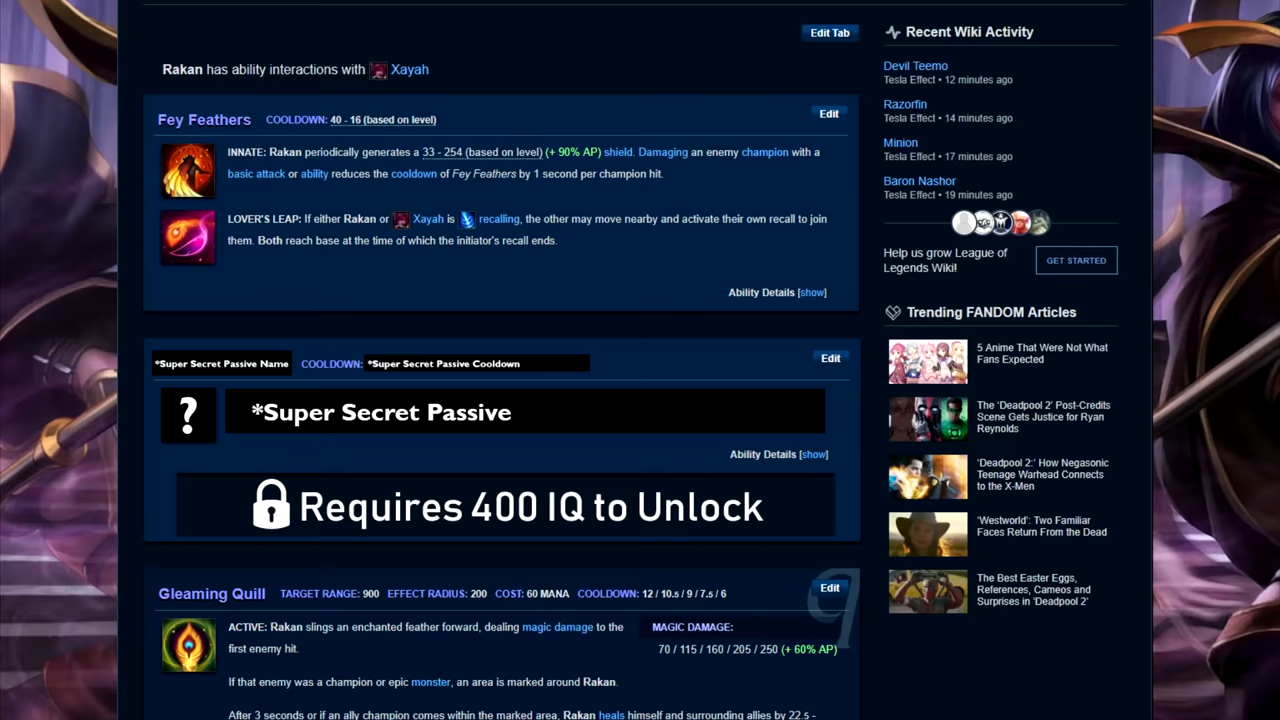 Edit Tab
Rakan has ability interactions with Xayah
Fey Feathers COOLDOWN: 40 - 16 (based on level)
Edit
INNATE: Rakan periodically generates a 33 - 254 (based on level) (+ 90% AP) shield. Damaging an enemy champion with a
basic attack or ability reduces the cooldown of Fey Feathers by 1 second per champion hit.
LOVER'S LEAP: If either Rakan or Xayah is recalling, the other may move nearby and activate their own recall to join
them. Both reach base at the time of which the initiator's recall ends.
Ability Details [show]
*Super Secret Passive Name COOLDOWN: *Super Secret Passive Cooldown
Edit
?
*Super Secret Passive
Ability Details [show]
Requires 400 IQ to Unlock
Gleaming Quill TARGET RANGE: 900 EFFECT RADIUS: 200 COST: 60 MANA COOLDOWN: 12 / 10.5 / 9 / 7.5 / 6
Edit
q
ACTIVE: Rakan slings an enchanted feather forward, dealing magic damage to the
first enemy hit.
MAGIC DAMAGE:
70 / 115 / 160 / 205 / 250 (+ 60% AP)
If that enemy was a champion or epic monster, an area is marked around Rakan.
After 3 seconds or if an ally champion comes within the marked area, Rakan heals himself and surrounding allies by 22.5 -
Recent Wiki Activity
Devil Teemo
Tesla Effect • 12 minutes ago
Razorfin
Tesla Effect • 14 minutes ago
Minion
Tesla Effect • 17 minutes ago
Baron Nashor
Tesla Effect • 19 minutes ago
Help us grow League of
Legends Wiki!
GET STARTED
Trending FANDOM Articles
5 Anime That Were Not What
Fans Expected
The 'Deadpool 2' Post-Credits
Scene Gets Justice for Ryan
Reynolds
'Deadpool 2:' How Negasonic
Teenage Warhead Connects
to the X-Men
'Westworld': Two Familiar
Faces Return From the Dead
The Best Easter Eggs,
References, Cameos and
Surprises in 'Deadpool 2'